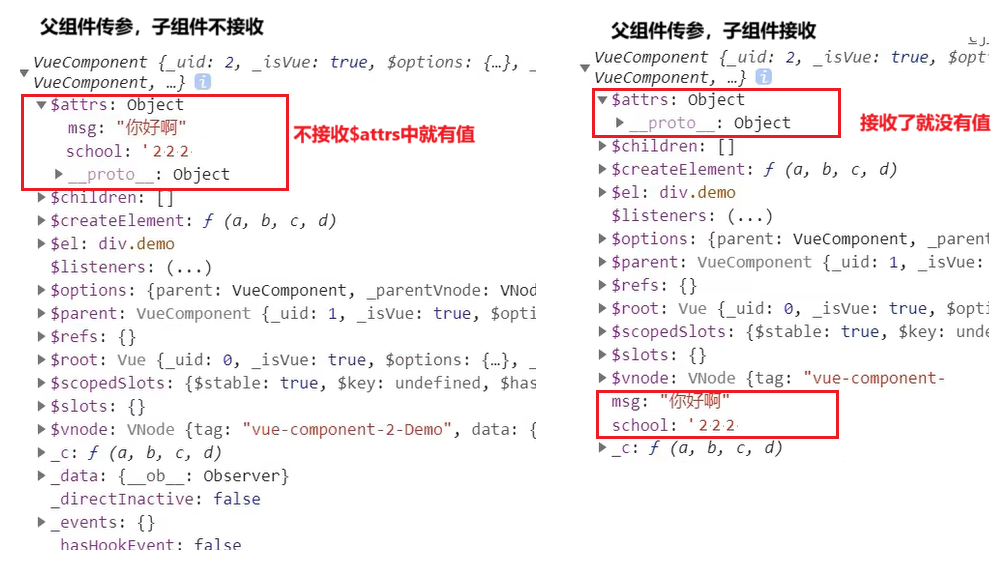 父组件传参，子组件不接收
VueComponent {_uid: 2, _isVue: true, $options: {…}, _
VueComponent, …}
$attrs: Object
msg: "你好啊"
school: '222
__proto__: Object
不接收$attrs中就有值
$children: []
$createElement: ƒ (a, b, c, d)
$el: div.demo
$listeners: (...)
$options: {parent: VueComponent, _parentVnode: VNod
$parent: VueComponent {_uid: 1, _isVue: true, $opti
$refs: {}
$root: Vue {_uid: 0, _isVue: true, $options: {…}, _
$scopedSlots: {$stable: true, $key: undefined, $has
$slots: {}
$vnode: VNode {tag: "vue-component-2-Demo", data: {
_c: ƒ (a, b, c, d)
_data: {__ob__: Observer}
_directInactive: false
_events: {}
_hasHookEvent: false
父组件传参，子组件接收
VueComponent {_uid: 2, _isVue: true, $opti
VueComponent, …}
$attrs: Object
__proto__: Object
接收了就没有值
$children: []
$createElement: ƒ (a, b, c, d)
$el: div.demo
$listeners: (...)
$options: {parent: VueComponent, _parent
$parent: VueComponent {_uid: 1, _isVue:
$refs: {}
$root: Vue {_uid: 0, _isVue: true, $opti
$scopedSlots: {$stable: true, $key: unde
$slots: {}
$vnode: VNode {tag: "vue-component-
msg: "你好啊"
school: '222
_c: ƒ (a, b, c, d)